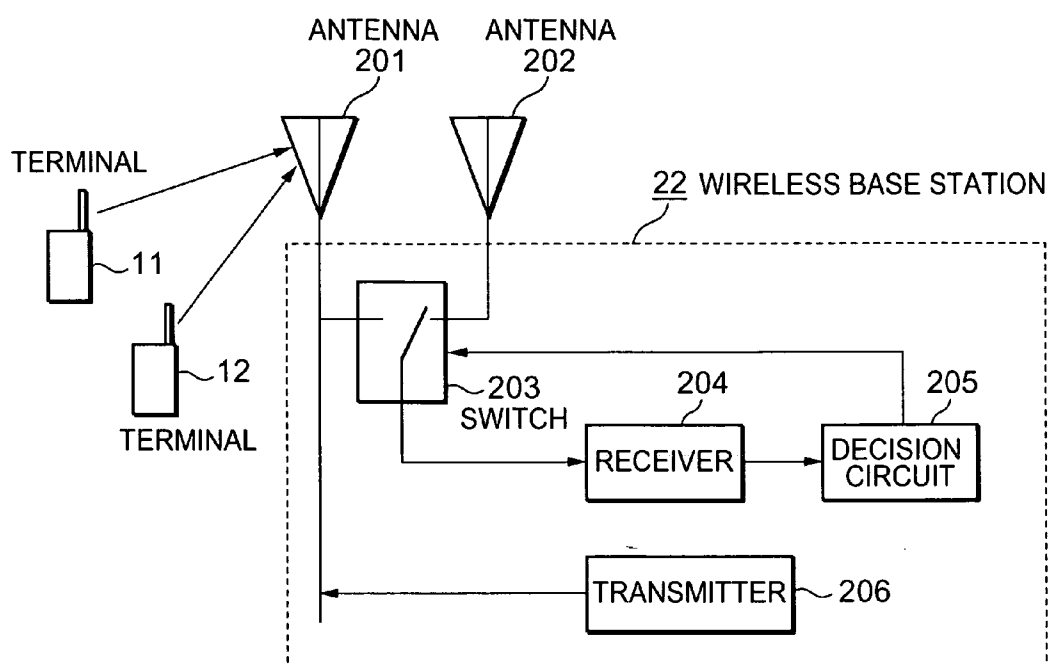 ANTENNA
201
ANTENNA
202
TERMINAL
11
22 WIRELESS BASE STATION
12
TERMINAL
203
SWITCH
204
205
RECEIVER
DECISION
CIRCUIT
TRANSMITTER
206